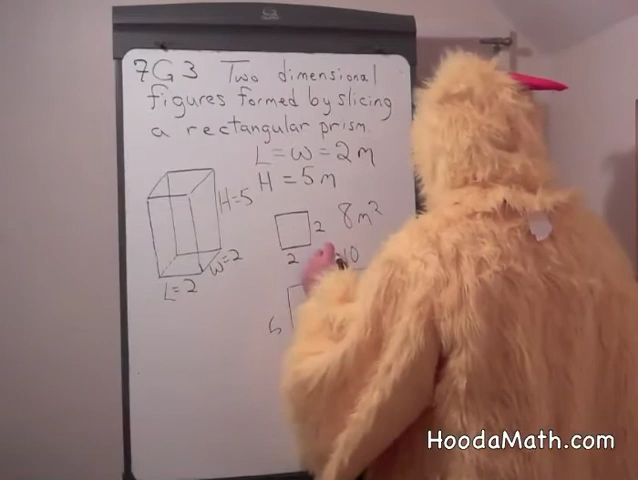 7G3 Two dimensional
figures formed by slicing
a rectangular prism.
L = W = 2m
H = 5m
H=5
W=2
L=2
2
2
8m²
10
5
HoodaMath.com